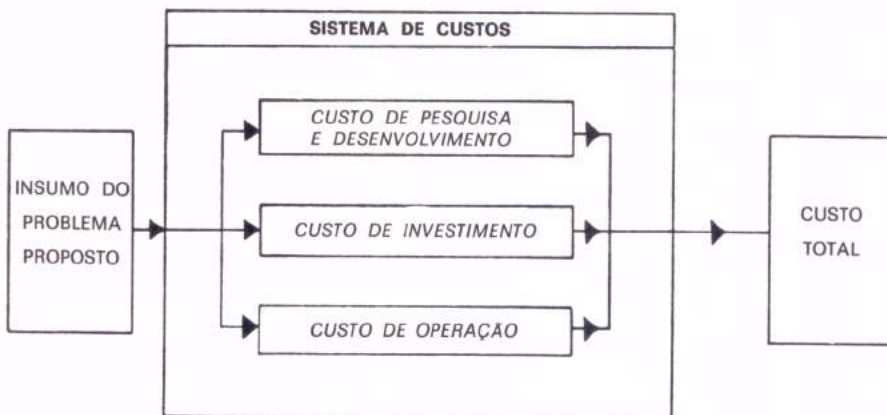 SISTEMA DE CUSTOS
INSUMO DO
PROBLEMA
PROPOSTO
CUSTO DE PESQUISA
E DESENVOLVIMENTO
CUSTO DE INVESTIMENTO
CUSTO DE OPERAÇÃO
CUSTO
TOTAL